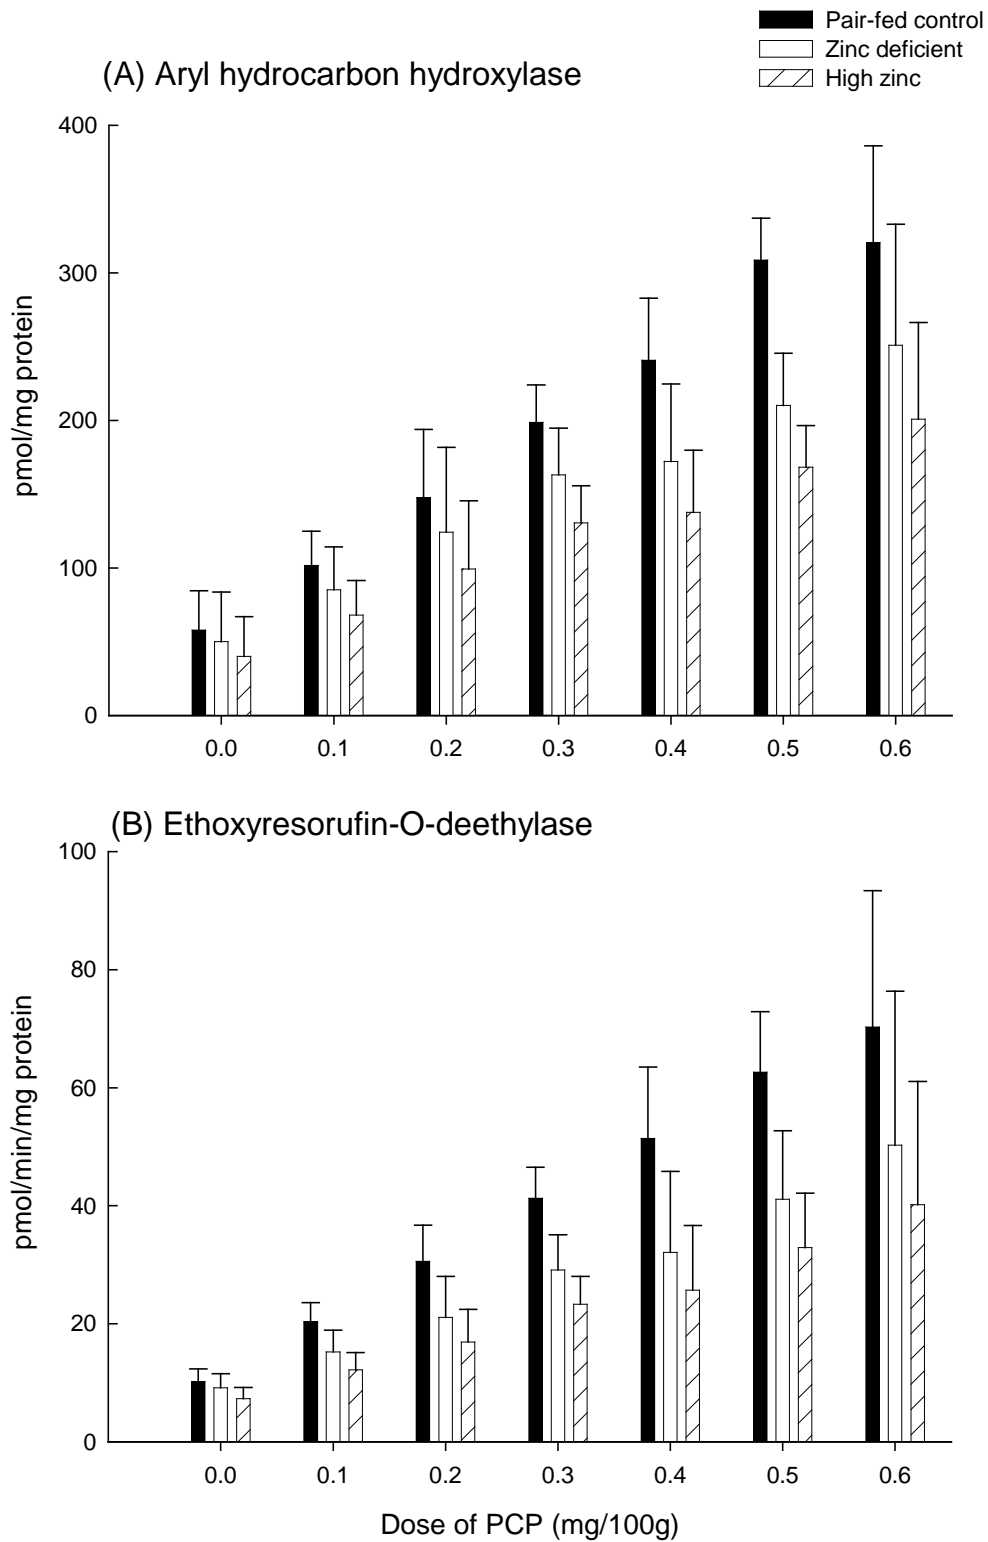 Pair-fed control
Zinc deficient
High zinc
(A) Aryl hydrocarbon hydroxylase
400
300
200
100
0
pmol/mg protein
0.0 0.1 0.2 0.3 0.4 0.5 0.6
(B) Ethoxyresorufin-O-deethylase
100
80
60
40
20
0
pmol/min/mg protein
0.0 0.1 0.2 0.3 0.4 0.5 0.6
Dose of PCP (mg/100g)